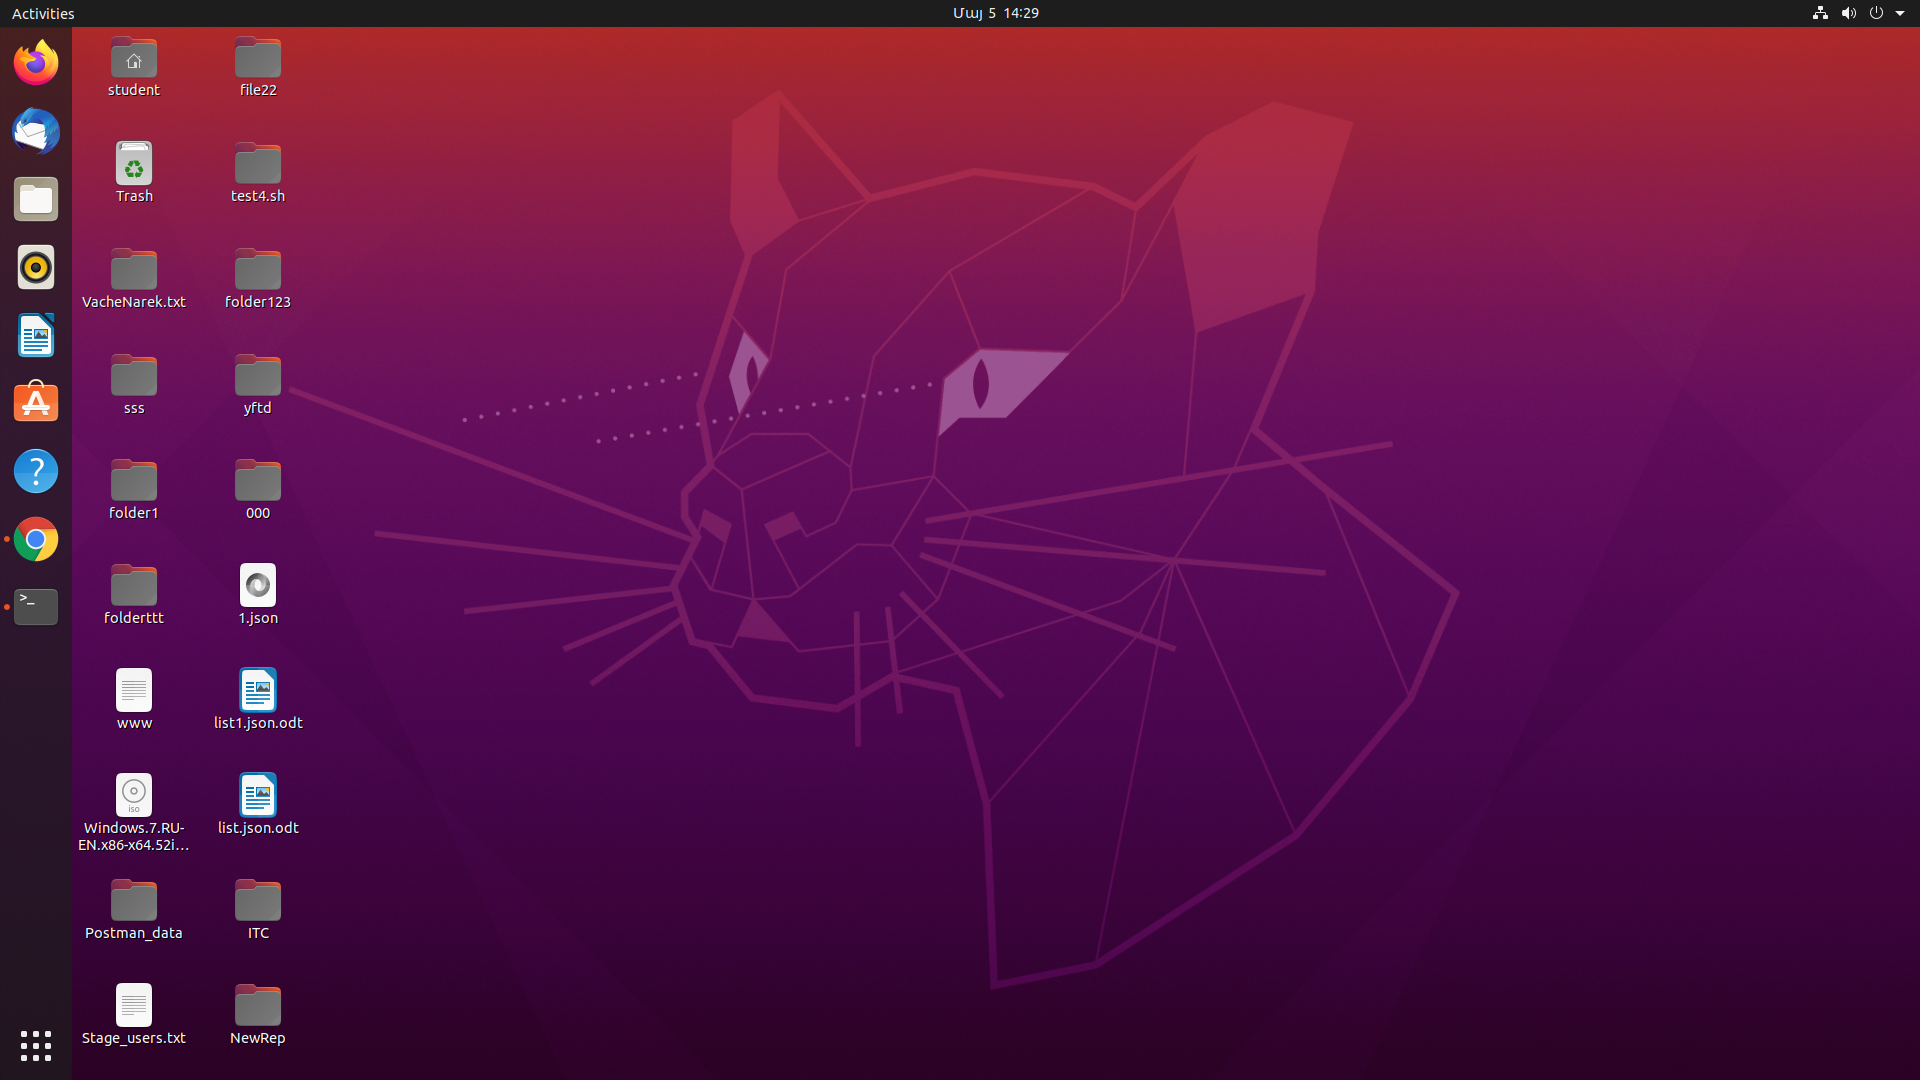 Activities
Մայ 5 14:29
student
file22
Trash
test4.sh
VacheNarek.txt
folder123
sss
yftd
folder1
000
folderttt
1.json
www
list1.json.odt
iso
Windows.7.RU-
EN.x86-x64.52i...
list.json.odt
Postman_data
ITC
Stage_users.txt
NewRep